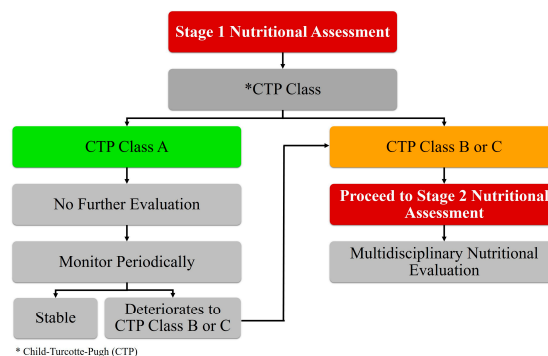 Stage 1 Nutritional Assessment
*CTP Class
CTP Class A
CTP Class B or C
No Further Evaluation
Proceed to Stage 2 Nutritional
Assessment
Monitor Periodically
Multidisciplinary Nutritional
Evaluation
Stable
Deteriorates to
CTP Class B or C
* Child-Turcotte-Pugh (CTP)